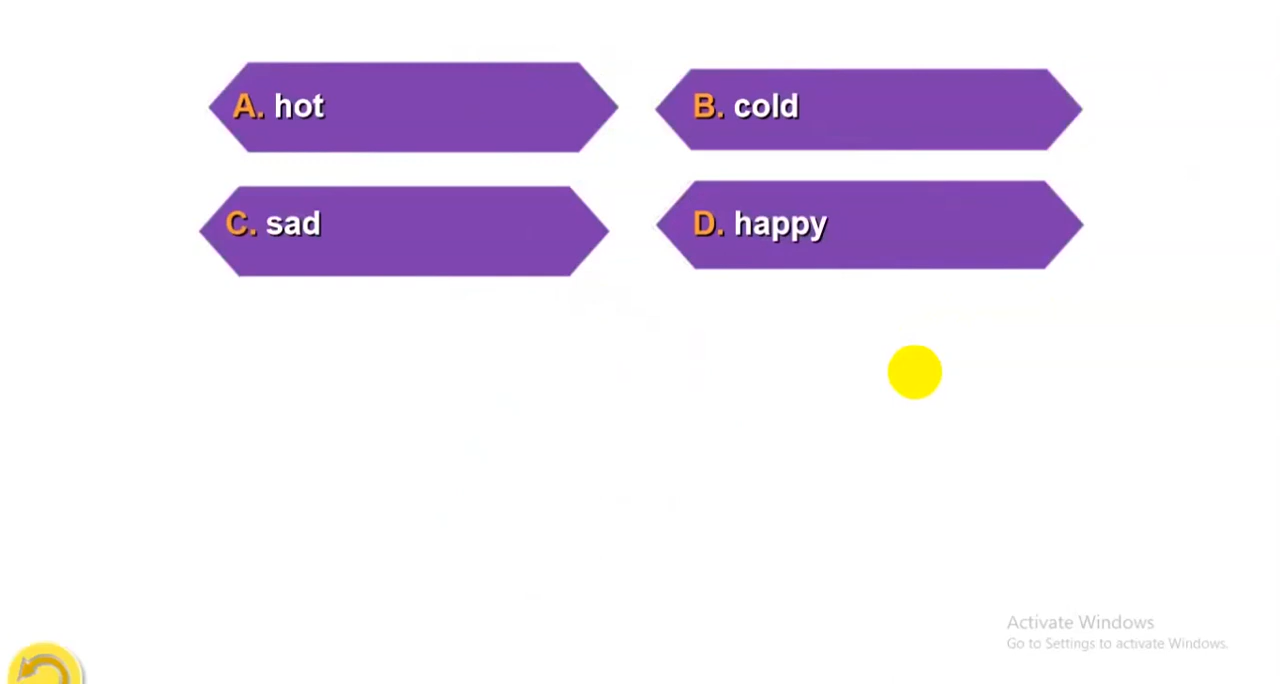 A. hot
B. cold
C. sad
D. happy
Activate Windows
Go to Settings to activate Windows.